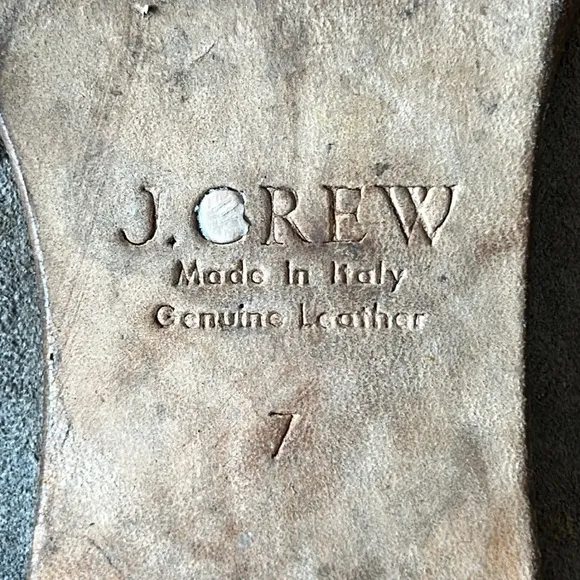 J.CREW
Made In Italy
Genuine Leather
7